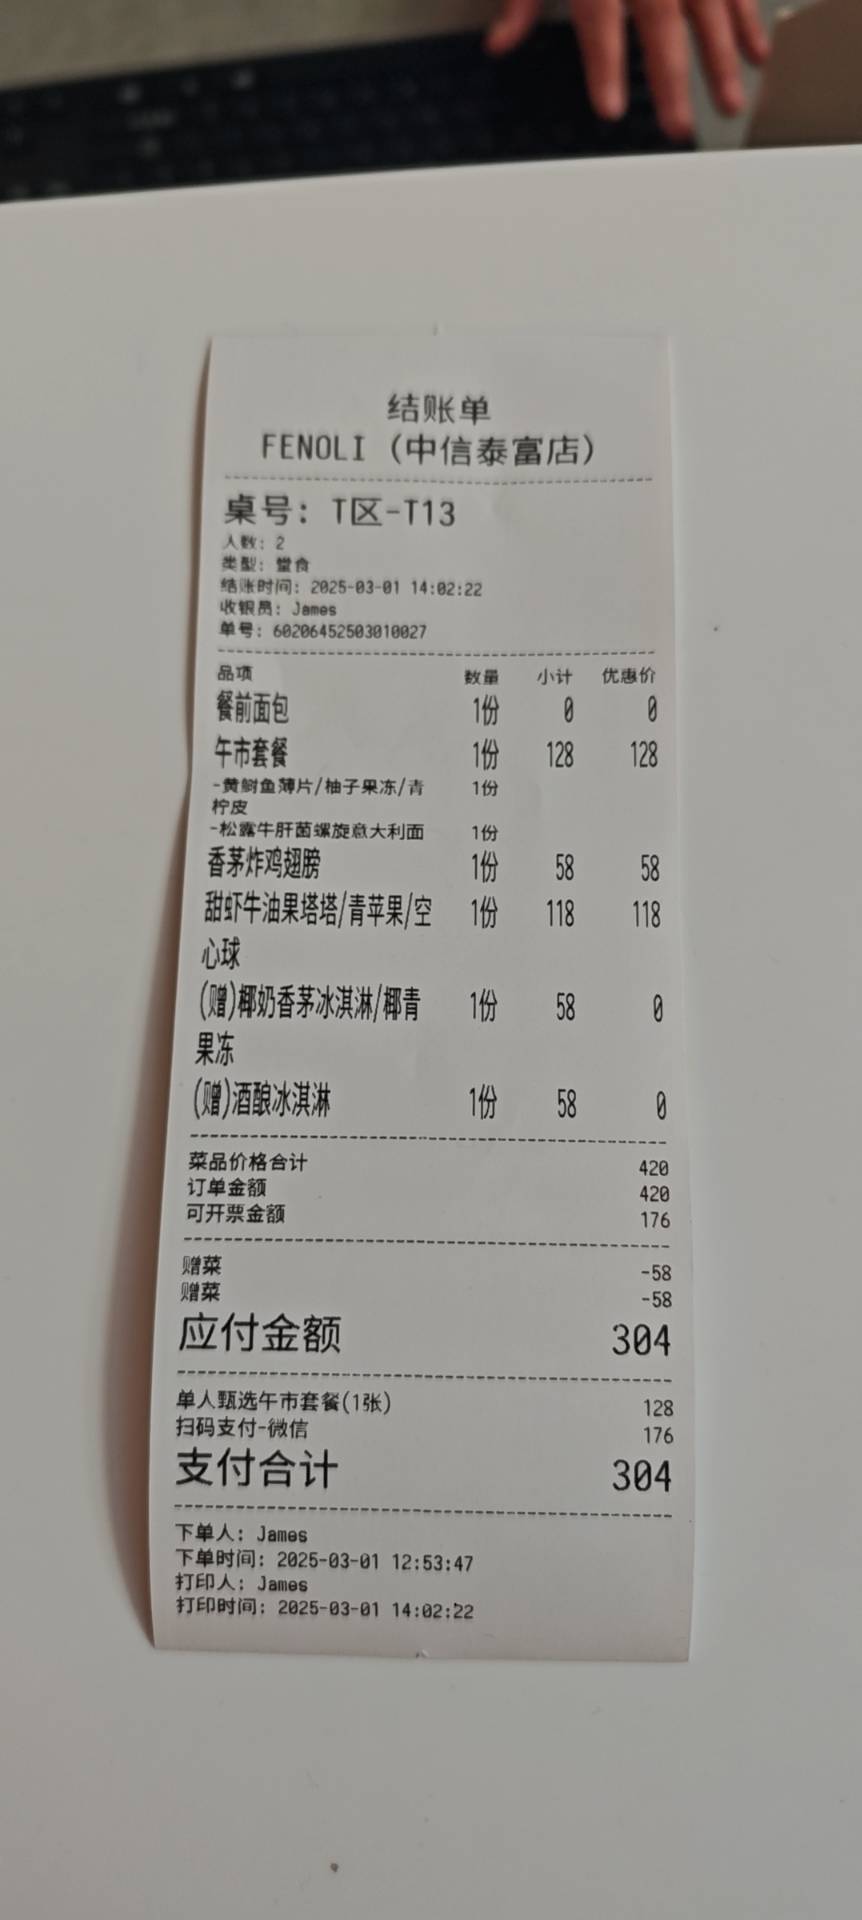 结账单
FENOLI (中信泰富店)
桌号: T区-T13
人数: 2
类型: 堂食
结账时间: 2025-03-01 14:02:22
收银员: James
单号: 60206452503010027
品项 数量 小计 优惠价
餐前面包 1份 0 0
午市套餐 1份 128 128
-黄鰤鱼薄片/柚子果冻/青 1份
柠皮
-松露牛肝菌螺旋意大利面 1份
香茅炸鸡翅膀 1份 58 58
甜虾牛油果塔塔/青苹果/空 1份 118 118
心球
(赠)椰奶香茅冰淇淋/椰青 1份 58 0
果冻
(赠)酒酿冰淇淋 1份 58 0
菜品价格合计 420
订单金额 420
可开票金额 176
赠菜 -58
赠菜 -58
应付金额 304
单人甄选午市套餐(1张) 128
扫码支付-微信 176
支付合计 304
下单人: James
下单时间: 2025-03-01 12:53:47
打印人: James
打印时间: 2025-03-01 14:02:22